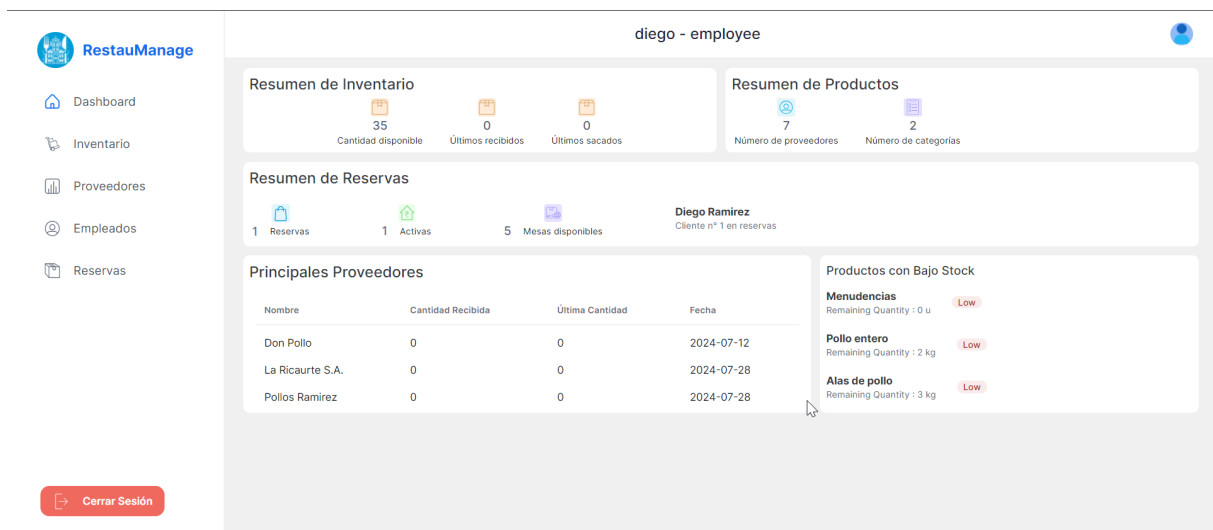 RestauManage
diego - employee
Dashboard
Inventario
Proveedores
Empleados
Reservas
Cerrar Sesión
Resumen de Inventario
35
Cantidad disponible
0
Últimos recibidos
0
Últimos sacados
Resumen de Productos
7
Número de proveedores
2
Número de categorías
Resumen de Reservas
1 Reservas
1 Activas
5 Mesas disponibles
Diego Ramirez
Cliente n° 1 en reservas
Principales Proveedores
Nombre Cantidad Recibida Última Cantidad Fecha
Don Pollo 0 0 2024-07-12
La Ricaurte S.A. 0 0 2024-07-28
Pollos Ramirez 0 0 2024-07-28
Productos con Bajo Stock
Menudencias
Remaining Quantity : 0 u
Low
Pollo entero
Remaining Quantity : 2 kg
Low
Alas de pollo
Remaining Quantity : 3 kg
Low